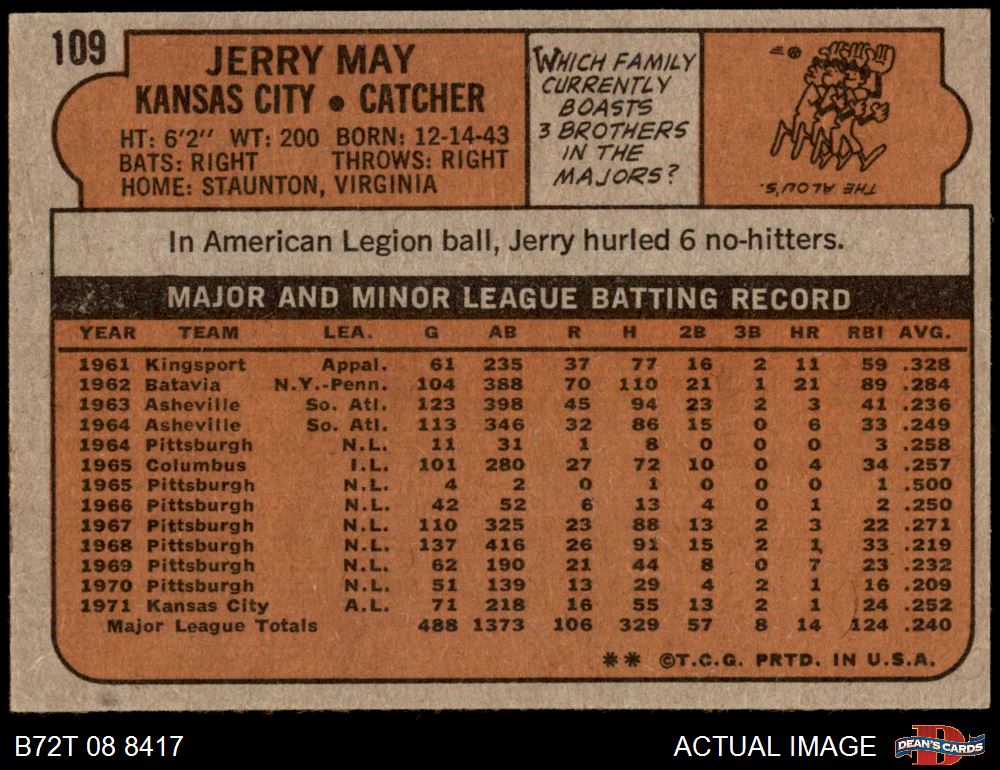 109
JERRY MAY
KANSAS CITY • CATCHER
HT: 6'2" WT: 200 BORN: 12-14-43
BATS: RIGHT THROWS: RIGHT
HOME: STAUNTON, VIRGINIA
WHICH FAMILY
CURRENTLY
BOASTS
3 BROTHERS
IN THE
MAJORS?
THE ALOU'S.
In American Legion ball, Jerry hurled 6 no-hitters.
MAJOR AND MINOR LEAGUE BATTING RECORD
YEAR TEAM LEA. G AB R H 2B 3B HR RBI AVG.
1961 Kingsport Appal. 61 235 37 77 16 2 11 59 .328
1962 Batavia N.Y.-Penn. 104 388 70 110 21 1 21 89 .284
1963 Asheville So. Atl. 123 398 45 94 23 2 3 41 .236
1964 Asheville So. Atl. 113 346 32 86 15 0 6 33 .249
1964 Pittsburgh N.L. 11 31 1 8 0 0 0 3 .258
1965 Columbus I.L. 101 280 27 72 10 0 4 34 .257
1965 Pittsburgh N.L. 4 2 0 1 0 0 0 1 .500
1966 Pittsburgh N.L. 42 52 6 13 4 0 1 2 .250
1967 Pittsburgh N.L. 110 325 23 88 13 2 3 22 .271
1968 Pittsburgh N.L. 137 416 26 91 15 2 1 33 .219
1969 Pittsburgh N.L. 62 190 21 44 8 0 7 23 .232
1970 Pittsburgh N.L. 51 139 13 29 4 2 1 16 .209
1971 Kansas City A.L. 71 218 16 55 13 2 1 24 .252
Major League Totals 488 1373 106 329 57 8 14 124 .240
** ©T.C.G. PRTD. IN U.S.A.
B72T 08 8417 ACTUAL IMAGE D DEAN'S CARDS